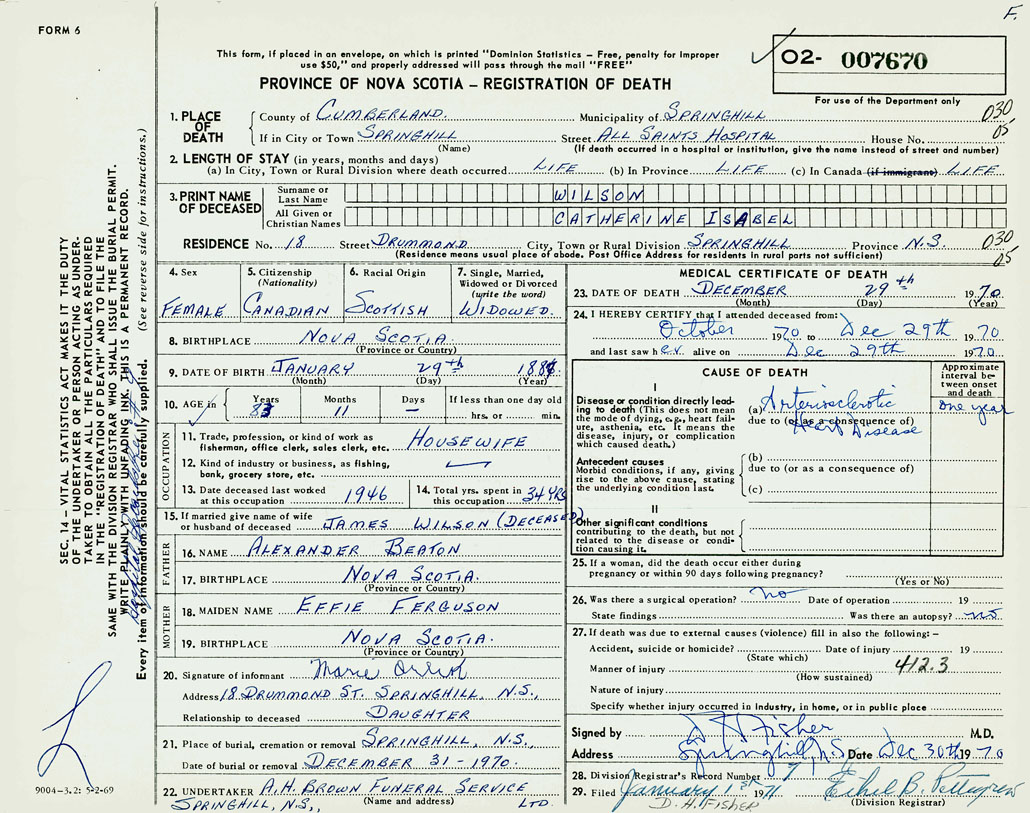 F.
FORM 6
This form, if placed in an envelope, on which is printed "Dominion Statistics – Free, penalty for improper
use $50," and properly addressed will pass through the mail "FREE"
O2- 007670
PROVINCE OF NOVA SCOTIA – REGISTRATION OF DEATH
For use of the Department only
1. PLACE OF DEATH
County of CUMBERLAND. Municipality of SPRINGHILL 030
05
If in City or Town SPRINGHILL Street ALL SAINTS HOSPITAL House No.
(Name) (If death occurred in a hospital or institution, give the name instead of street and number)
2. LENGTH OF STAY (in years, months and days)
(a) In City, Town or Rural Division where death occurred LIFE (b) In Province LIFE (c) In Canada (if immigrant) LIFE
3. PRINT NAME OF DECEASED
Surname or Last Name WILSON
All Given or Christian Names CATHERINE ISABEL
RESIDENCE No. 18 Street DRUMMOND City, Town or Rural Division SPRINGHILL Province N.S. 030
05
(Residence means usual place of abode. Post Office Address for residents in rural parts not sufficient)
4. Sex
FEMALE
5. Citizenship
(Nationality)
CANADIAN
6. Racial Origin
SCOTTISH
7. Single, Married,
Widowed or Divorced
(write the word)
WIDOWED.
8. BIRTHPLACE NOVA SCOTIA
(Province or Country)
9. DATE OF BIRTH JANUARY 29th
(Month) (Day) (Year)
10. AGE in
Years Months Days If less than one day old
83 11 – hrs. or min.
OCCUPATION
11. Trade, profession, or kind of work as
fisherman, office clerk, sales clerk, etc. HOUSEWIFE
12. Kind of industry or business, as fishing,
bank, grocery store, etc.
13. Date deceased last worked
at this occupation 1946
14. Total yrs. spent in
this occupation 34 YRS
15. If married give name of wife
or husband of deceased JAMES WILSON (DECEASED)
FATHER
16. NAME ALEXANDER BEATON
17. BIRTHPLACE NOVA SCOTIA.
(Province or Country)
MOTHER
18. MAIDEN NAME EFFIE FERGUSON
19. BIRTHPLACE NOVA SCOTIA.
(Province or Country)
20. Signature of informant Marie
Address 18 DRUMMOND ST. SPRINGHILL, N.S.,
Relationship to deceased DAUGHTER
21. Place of burial, cremation or removal SPRINGHILL, N.S.,
Date of burial or removal DECEMBER 31 – 1970.
22. UNDERTAKER A.H. BROWN FUNERAL SERVICE
(Name and address)
SPRINGHILL, N.S., LTD.
MEDICAL CERTIFICATE OF DEATH
23. DATE OF DEATH DECEMBER 29th 1970
(Month) (Day) (Year)
24. I HEREBY CERTIFY that I attended deceased from:
October 1970 to Dec 29th 1970
and last saw h er alive on Dec 29th 1970
CAUSE OF DEATH
Approximate
interval be-
tween onset
and death
I
Disease or condition directly lead-
ing to death (This does not mean
the mode of dying, e.g., heart fail-
ure, asthenia, etc. It means the
disease, injury, or complication
which caused death.)
(a) Arteriosclerotic one year
due to (or as a consequence of)
Heart Disease
Antecedent causes
Morbid conditions, if any, giving
rise to the above cause, stating
the underlying condition last.
(b)
due to (or as a consequence of)
(c)
II
Other significant conditions
contributing to the death, but not
related to the disease or condi-
tion causing it.
25. If a woman, did the death occur either during
pregnancy or within 90 days following pregnancy?
(Yes or No)
26. Was there a surgical operation? no Date of operation 19
State findings Was there an autopsy? no
27. If death was due to external causes (violence) fill in also the following: –
Accident, suicide or homicide? Date of injury 19
(State which)
412.3
Manner of injury
(How sustained)
Nature of injury
Specify whether injury occurred in industry, in home, or in public place
Signed by D H Fisher M.D.
Address Springhill, N.S. Date Dec 30th 1970
28. Division Registrar's Record Number 7
29. Filed January 1st 1971 Ethel B. Pettigrew
D. H. FISHER (Division Registrar)
SEC. 14 – VITAL STATISTICS ACT MAKES IT THE DUTY
OF THE UNDERTAKER OR PERSON ACTING AS UNDER-
TAKER TO OBTAIN ALL THE PARTICULARS REQUIRED
IN THE "REGISTRATION OF DEATH" AND TO FILE THE
SAME WITH THE DIVISION REGISTRAR WHO SHALL ISSUE THE BURIAL PERMIT.
WRITE PLAINLY WITH UNFADING INK. THIS IS A PERMANENT RECORD.
Every item of information should be carefully supplied. (See reverse side for instructions.)
9004-3.2: 5-2-69